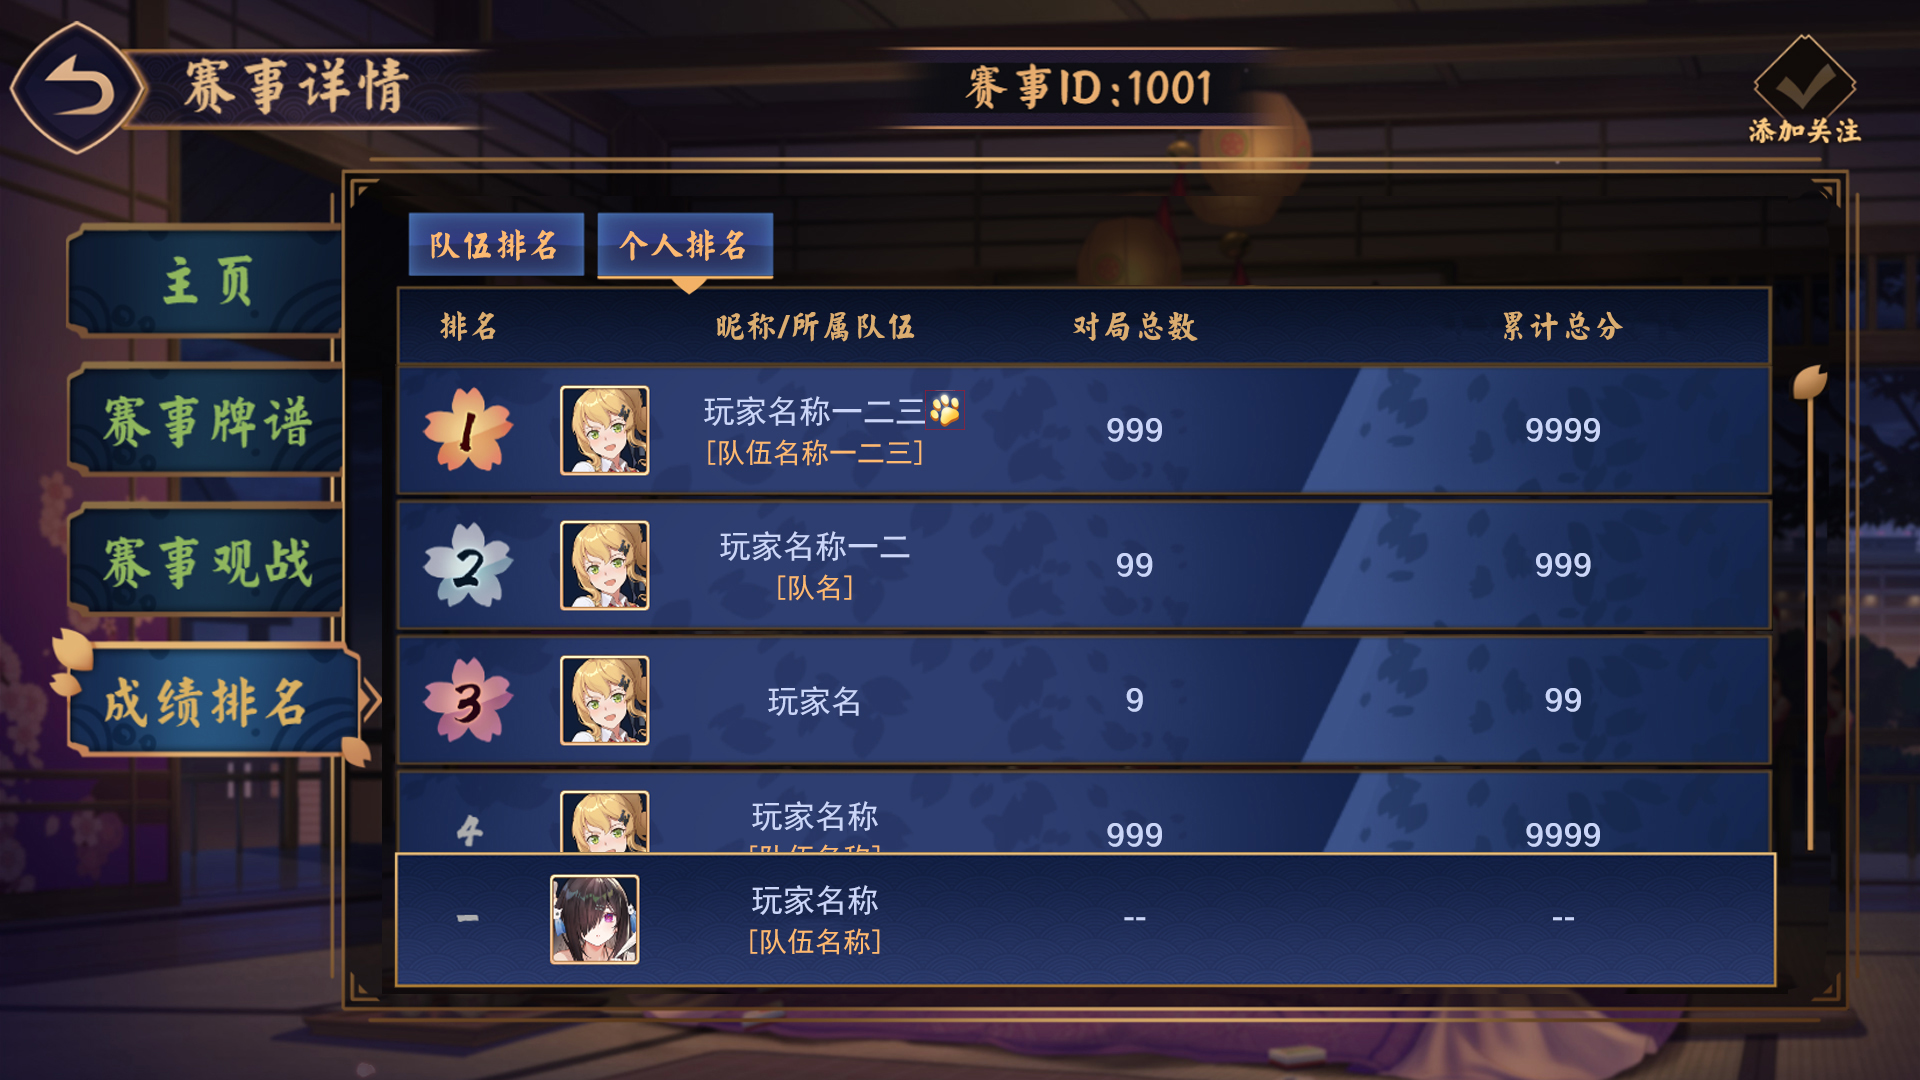 赛事详情
赛事ID:1001
添加关注
主页
赛事牌谱
赛事观战
成绩排名
队伍排名
个人排名
排名
昵称/所属队伍
对局总数
累计总分
1
玩家名称一二三
[队伍名称一二三]
999
9999
2
玩家名称一二
[队名]
99
999
3
玩家名
9
99
4
玩家名称
[队伍名称]
999
9999
–
玩家名称
[队伍名称]
--
--